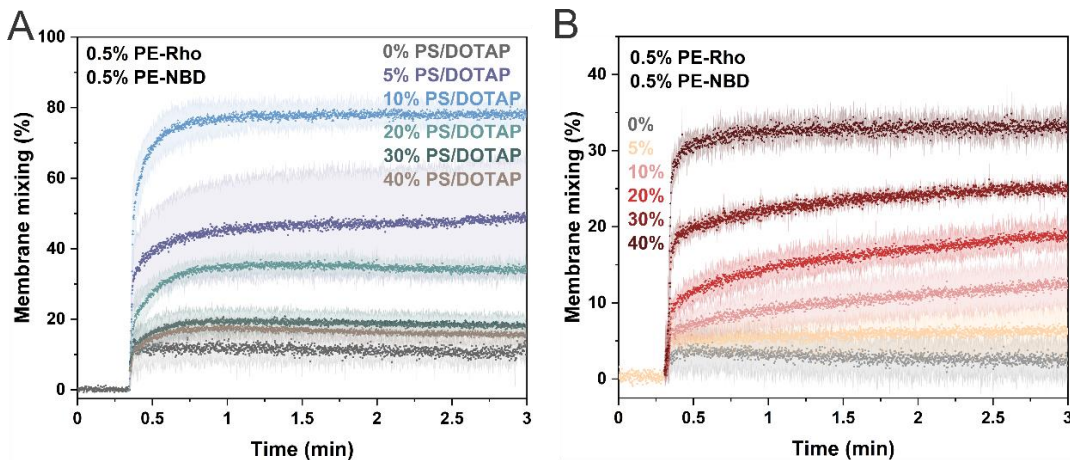 A
100
80
60
40
20
0
Membrane mixing (%)
0.5% PE-Rho
0.5% PE-NBD
0% PS/DOTAP
5% PS/DOTAP
10% PS/DOTAP
20% PS/DOTAP
30% PS/DOTAP
40% PS/DOTAP
0 0.5 1 1.5 2 2.5 3
Time (min)
B
40
30
20
10
0
Membrane mixing (%)
0.5% PE-Rho
0.5% PE-NBD
0%
5%
10%
20%
30%
40%
0 0.5 1 1.5 2 2.5 3
Time (min)